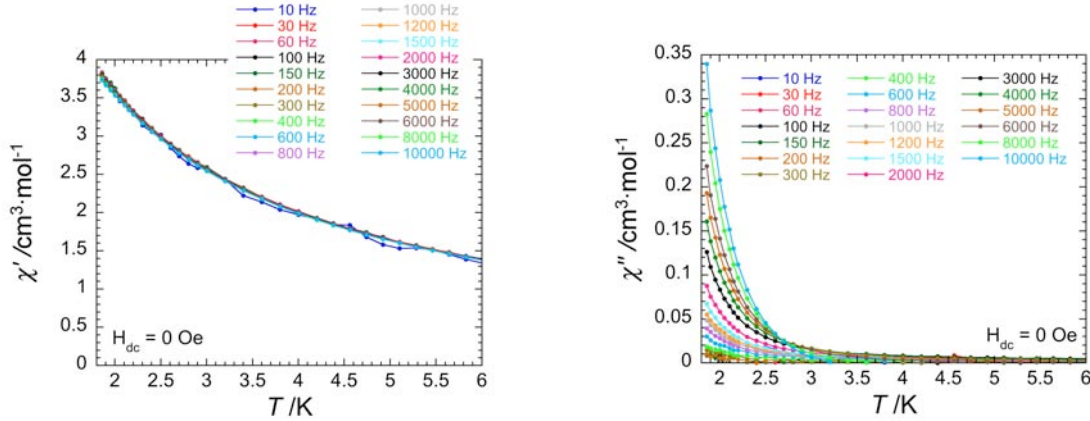 10 Hz 1000 Hz
30 Hz 1200 Hz
60 Hz 1500 Hz
100 Hz 2000 Hz
150 Hz 3000 Hz
200 Hz 4000 Hz
300 Hz 5000 Hz
400 Hz 6000 Hz
600 Hz 8000 Hz
800 Hz 10000 Hz
4
3.5
3
2.5
2
1.5
1
0.5
0
χ' /cm³·mol⁻¹
H_dc = 0 Oe
2 2.5 3 3.5 4 4.5 5 5.5 6
T /K
0.35
0.3
0.25
0.2
0.15
0.1
0.05
0
χ'' /cm³·mol⁻¹
10 Hz 400 Hz 3000 Hz
30 Hz 600 Hz 4000 Hz
60 Hz 800 Hz 5000 Hz
100 Hz 1000 Hz 6000 Hz
150 Hz 1200 Hz 8000 Hz
200 Hz 1500 Hz 10000 Hz
300 Hz 2000 Hz
H_dc = 0 Oe
2 2.5 3 3.5 4 4.5 5 5.5 6
T /K